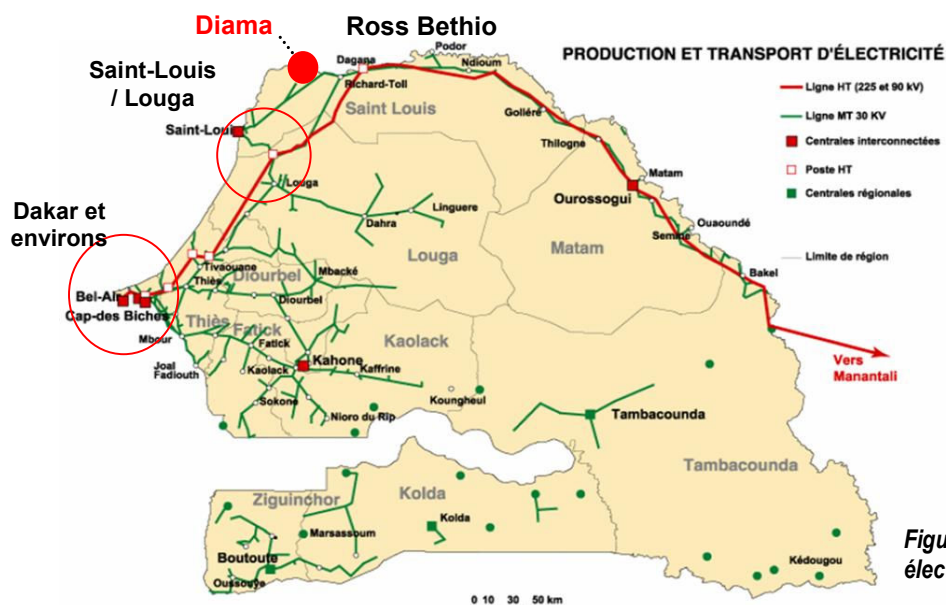 Diama
Ross Bethio
Saint-Louis
/ Louga
Dakar et
environs
PRODUCTION ET TRANSPORT D'ÉLECTRICITÉ
Ligne HT (225 et 90 kV)
Ligne MT 30 KV
Centrales interconnectées
Poste HT
Centrales régionales
Limite de région
Podor
Dagana
Ndioum
Richard-Toll
Saint Louis
Golléré
Saint-Loui
Thilogne
Matam
Ourossogui
Louga
Linguere
Dahra
Ouaoundé
Semme
Louga
Matam
Tivaouane
Mbacké
Diourbel
Bakel
Thiès
Bel-Air
Diourbel
Cap-des Biches
Thiès
Fatick
Kaolack
Mbour
Fatick
Vers
Manantali
Joal
Fadiouth
Kahone
Kaolack
Kaffrine
Koungheul
Sokone
Nioro du Rip
Tambacounda
Tambacounda
Ziguinchor
Kolda
Marsassoum
Kolda
Boutoute
Oussouye
Kédougou
Figu
élec
0 10 30 50 km